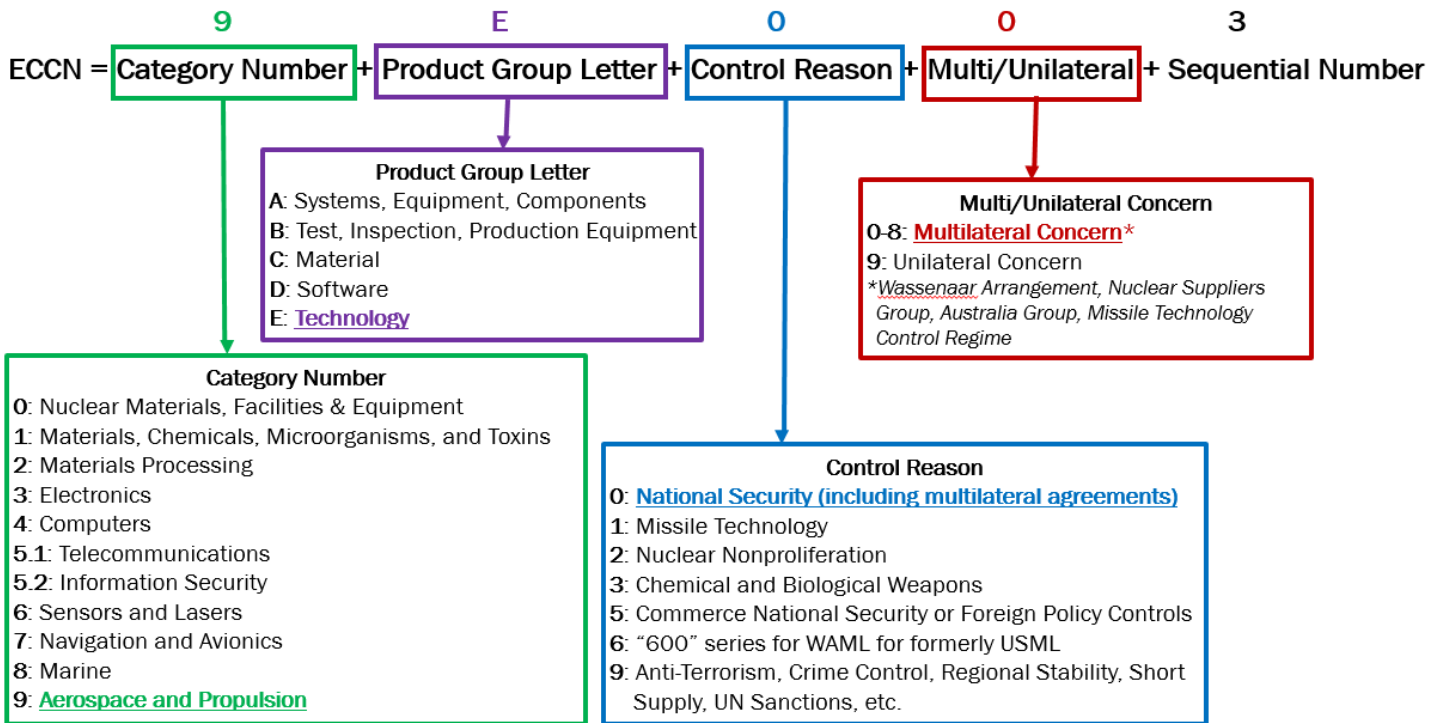 9 E 0 0 3
ECCN = Category Number + Product Group Letter + Control Reason + Multi/Unilateral + Sequential Number
Product Group Letter
A: Systems, Equipment, Components
B: Test, Inspection, Production Equipment
C: Material
D: Software
E: Technology
Multi/Unilateral Concern
0-8: Multilateral Concern*
9: Unilateral Concern
*Wassenaar Arrangement, Nuclear Suppliers
Group, Australia Group, Missile Technology
Control Regime
Category Number
0: Nuclear Materials, Facilities & Equipment
1: Materials, Chemicals, Microorganisms, and Toxins
2: Materials Processing
3: Electronics
4: Computers
5.1: Telecommunications
5.2: Information Security
6: Sensors and Lasers
7: Navigation and Avionics
8: Marine
9: Aerospace and Propulsion
Control Reason
0: National Security (including multilateral agreements)
1: Missile Technology
2: Nuclear Nonproliferation
3: Chemical and Biological Weapons
5: Commerce National Security or Foreign Policy Controls
6: “600” series for WAML for formerly USML
9: Anti-Terrorism, Crime Control, Regional Stability, Short
Supply, UN Sanctions, etc.